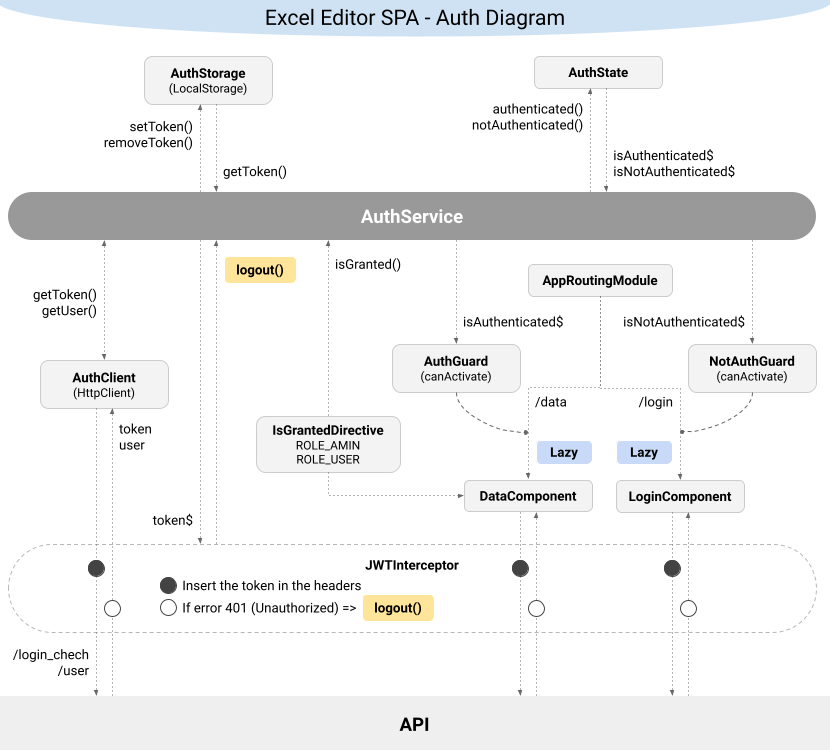 Excel Editor SPA - Auth Diagram
AuthStorage
(LocalStorage)
AuthState
setToken()
removeToken()
getToken()
authenticated()
notAuthenticated()
isAuthenticated$
isNotAuthenticated$
AuthService
logout()
isGranted()
getToken()
getUser()
AppRoutingModule
isAuthenticated$
isNotAuthenticated$
AuthClient
(HttpClient)
AuthGuard
(canActivate)
NotAuthGuard
(canActivate)
/data
/login
token
user
IsGrantedDirective
ROLE_AMIN
ROLE_USER
Lazy
Lazy
DataComponent
LoginComponent
token$
JWTInterceptor
Insert the token in the headers
If error 401 (Unauthorized) => logout()
/login_chech
/user
API